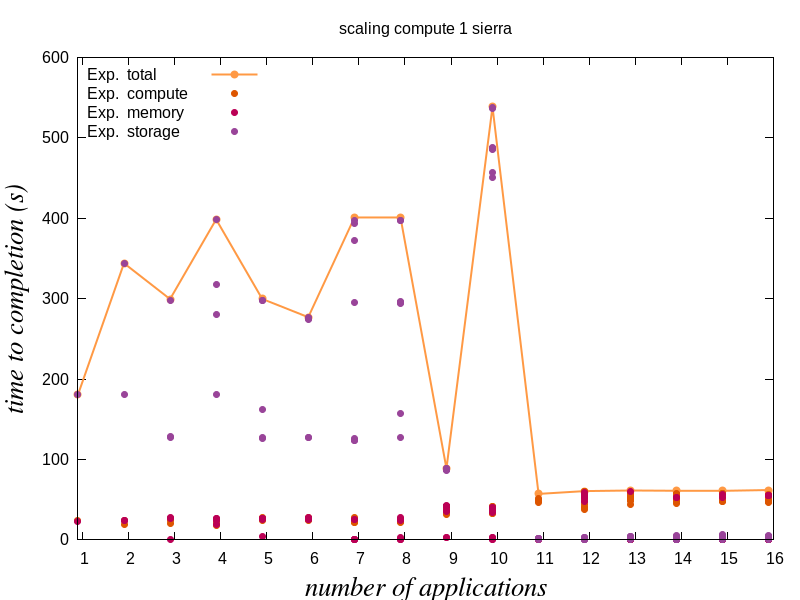 scaling compute 1 sierra
600
500
400
300
200
100
0
time to completion (s)
Exp. total
Exp. compute
Exp. memory
Exp. storage
1 2 3 4 5 6 7 8 9 10 11 12 13 14 15 16
number of applications